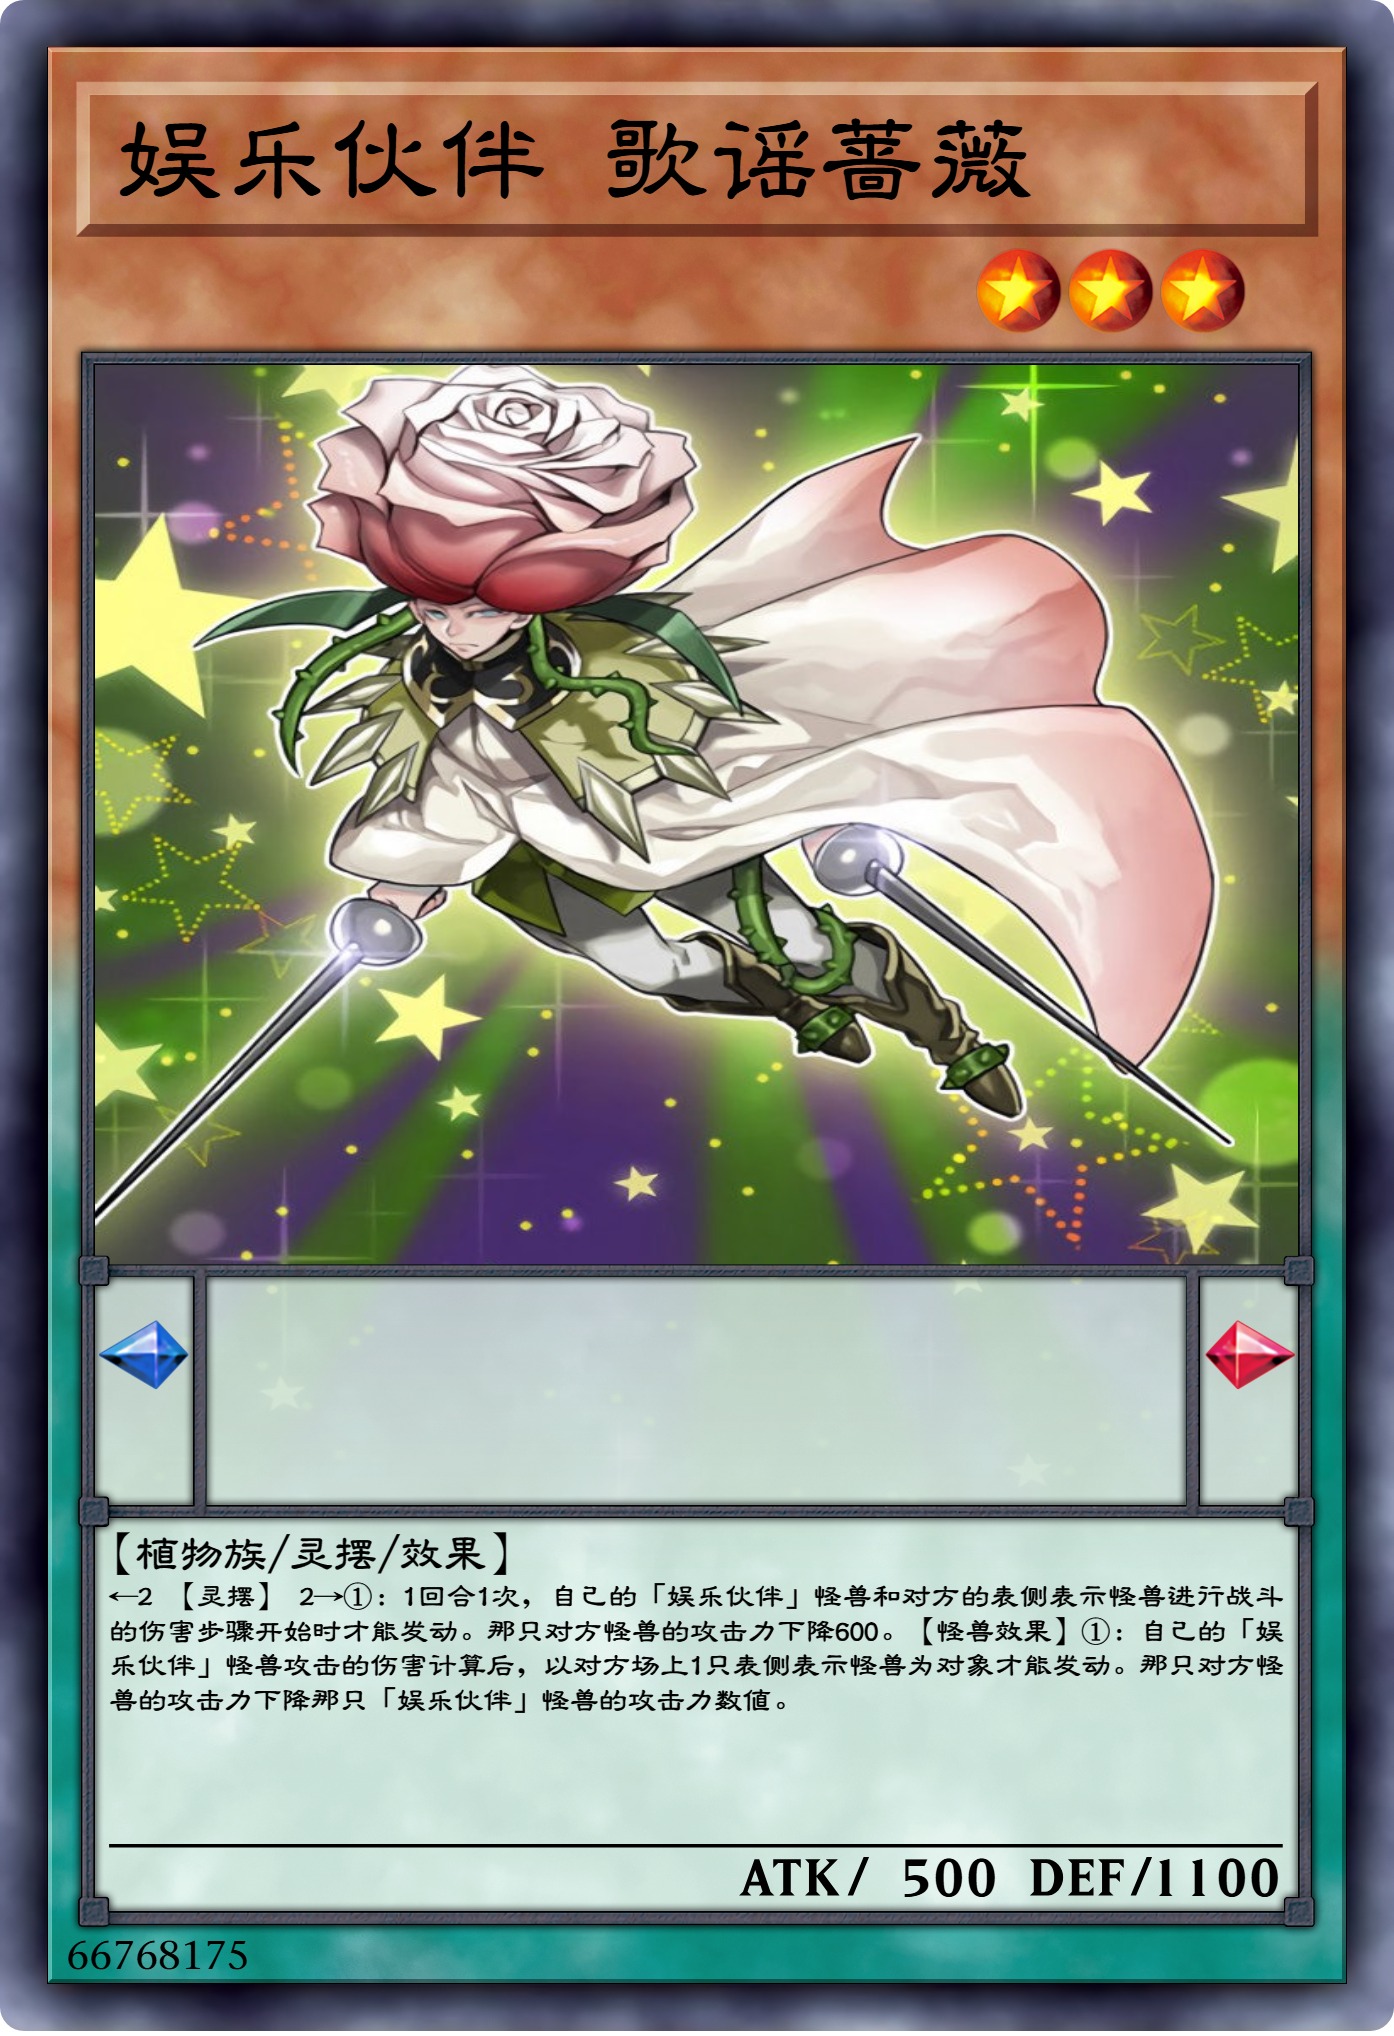 娱乐伙伴 歌谣蔷薇
【植物族/灵摆/效果】
←2 【灵摆】 2→①：1回合1次，自己的「娱乐伙伴」怪兽和对方的表侧表示怪兽进行战斗
的伤害步骤开始时才能发动。那只对方怪兽的攻击力下降600。【怪兽效果】①：自己的「娱
乐伙伴」怪兽攻击的伤害计算后，以对方场上1只表侧表示怪兽为对象才能发动。那只对方怪
兽的攻击力下降那只「娱乐伙伴」怪兽的攻击力数值。
ATK/ 500 DEF/1100
66768175